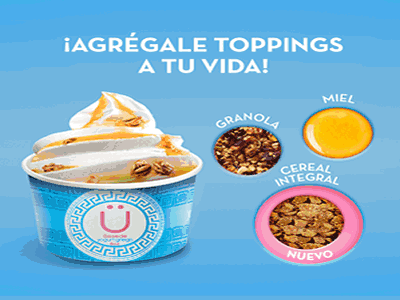 ¡AGRÉGALE TOPPINGS
A TU VIDA!
MIEL
GRANOLA
CEREAL
INTEGRAL
NUEVO
Ü